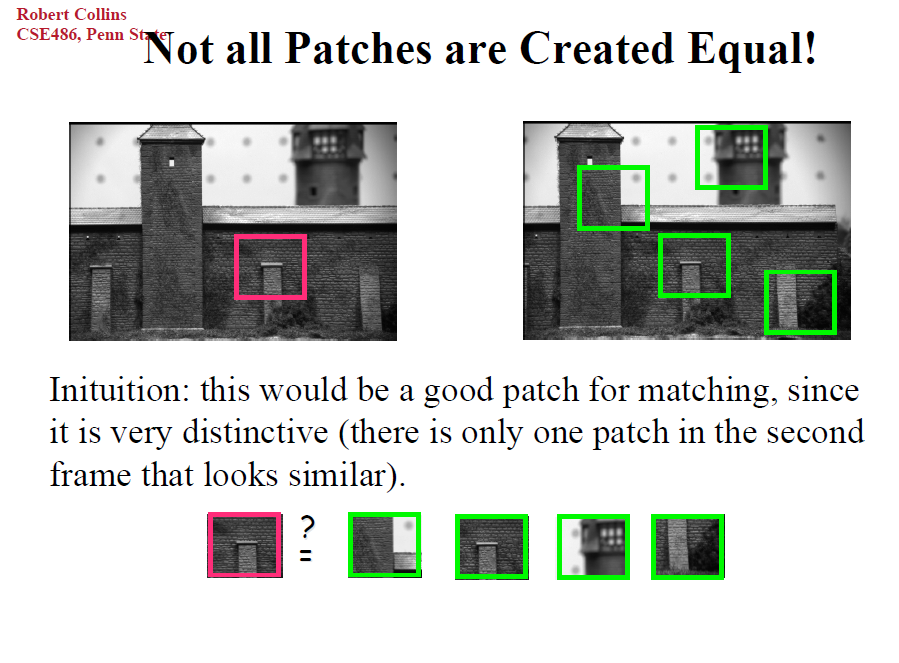 Robert Collins
CSE486, Penn State
Not all Patches are Created Equal!
Inituition: this would be a good patch for matching, since
it is very distinctive (there is only one patch in the second
frame that looks similar).
?
=